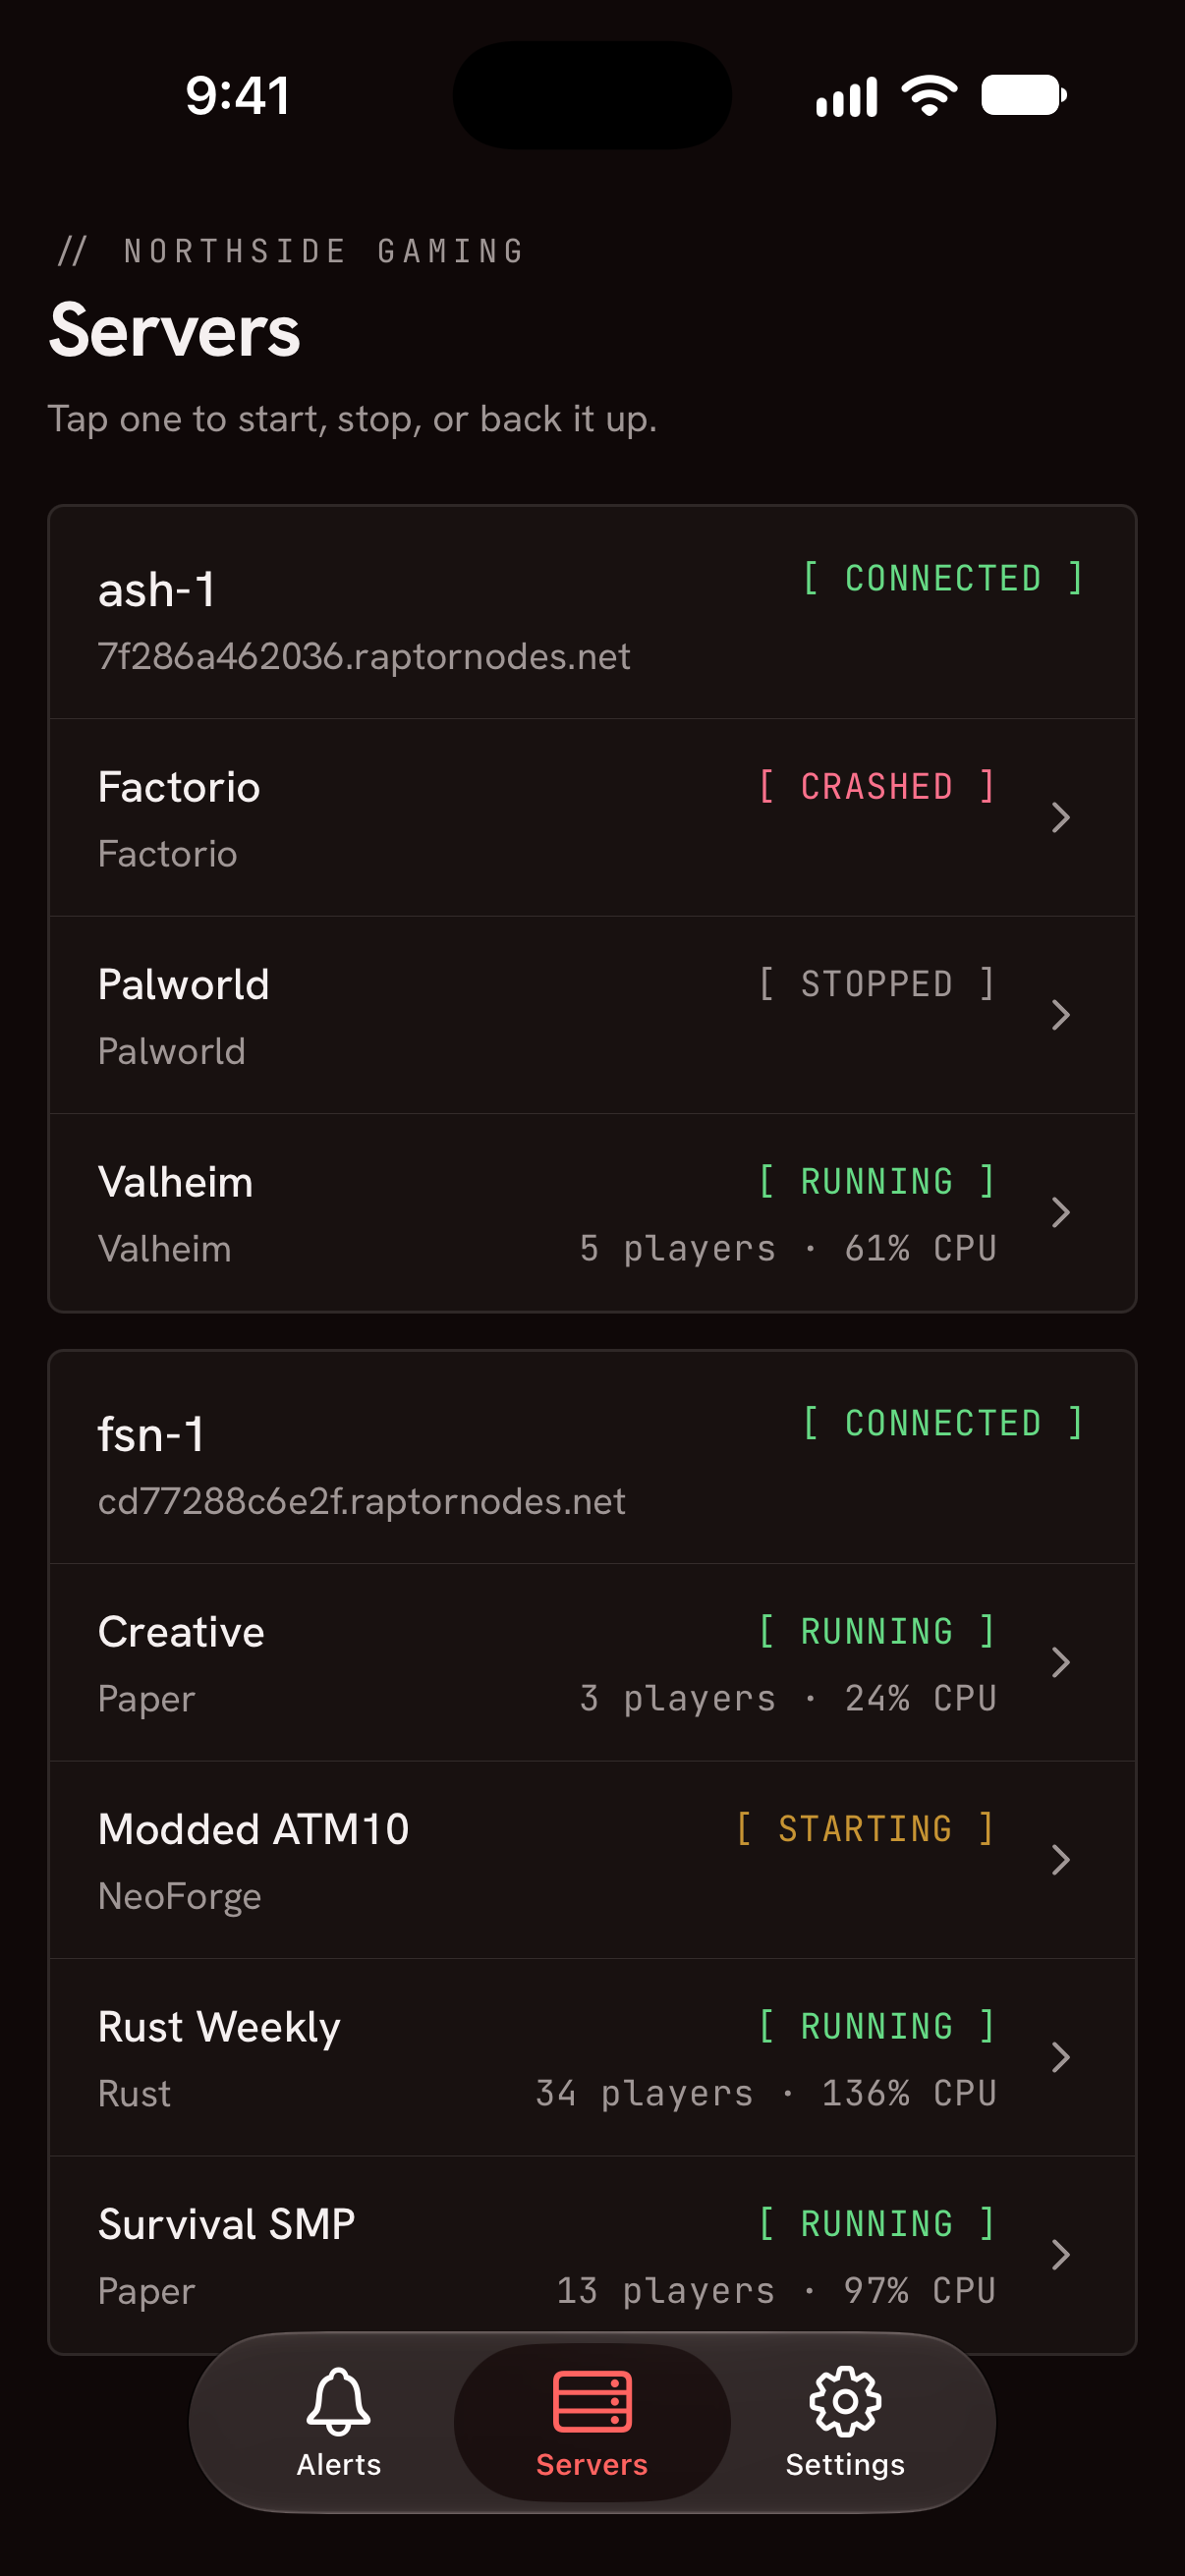 9:41
// NORTHSIDE GAMING
Servers
Tap one to start, stop, or back it up.
ash-1 [ CONNECTED ]
7f286a462036.raptornodes.net
Factorio [ CRASHED ]
Factorio
Palworld [ STOPPED ]
Palworld
Valheim [ RUNNING ]
Valheim 5 players · 61% CPU
fsn-1 [ CONNECTED ]
cd77288c6e2f.raptornodes.net
Creative [ RUNNING ]
Paper 3 players · 24% CPU
Modded ATM10 [ STARTING ]
NeoForge
Rust Weekly [ RUNNING ]
Rust 34 players · 136% CPU
Survival SMP [ RUNNING ]
Paper 13 players · 97% CPU
Alerts Servers Settings